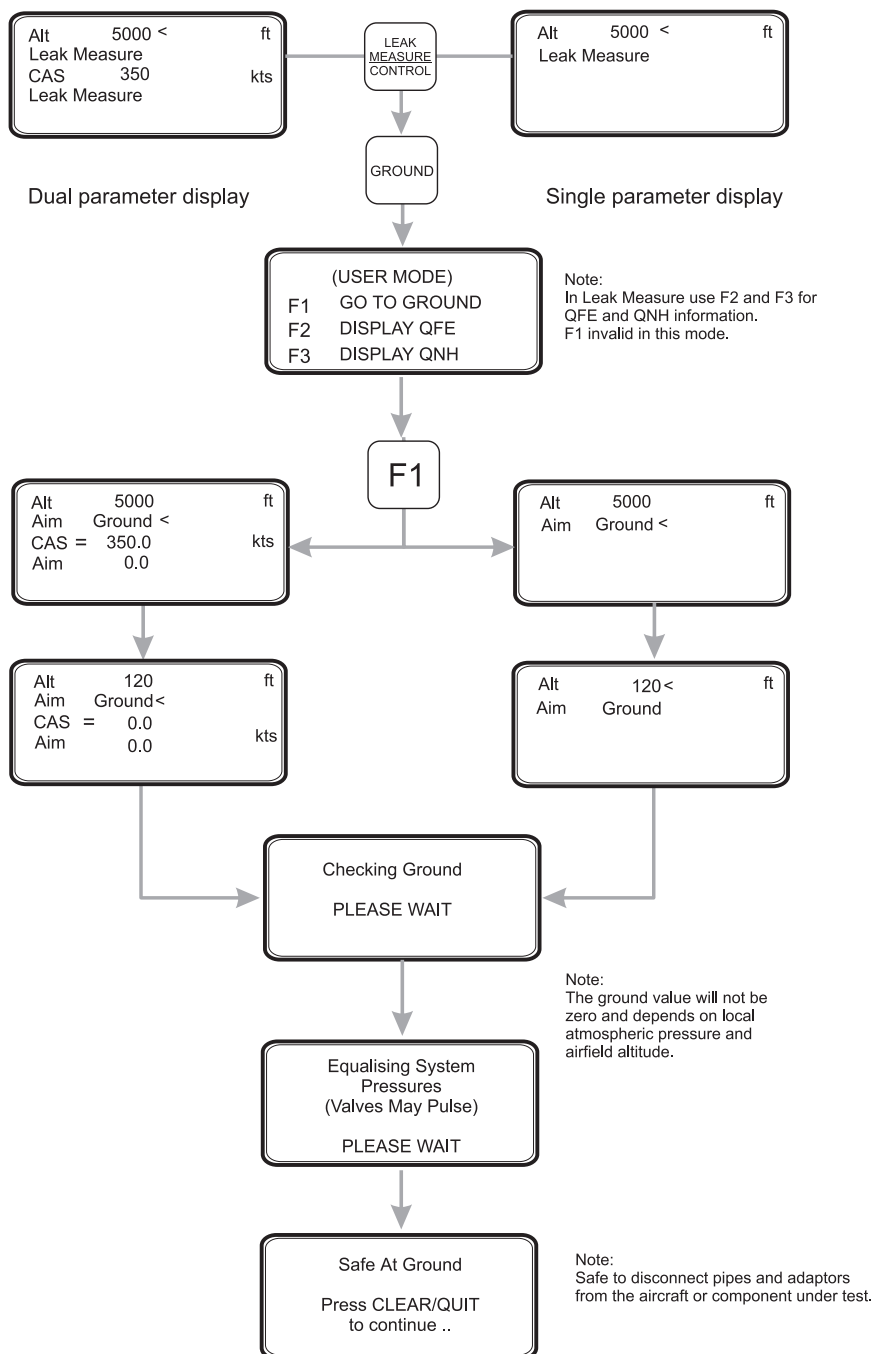 Alt 5000 < ft
Leak Measure
CAS 350 kts
Leak Measure
LEAK
MEASURE
CONTROL
Alt 5000 < ft
Leak Measure
GROUND
Dual parameter display
Single parameter display
(USER MODE)
F1 GO TO GROUND
F2 DISPLAY QFE
F3 DISPLAY QNH
Note:
In Leak Measure use F2 and F3 for
QFE and QNH information.
F1 invalid in this mode.
F1
Alt 5000 ft
Aim Ground <
CAS = 350.0 kts
Aim 0.0
Alt 5000 ft
Aim Ground <
Alt 120 ft
Aim Ground<
CAS = 0.0
Aim 0.0 kts
Alt 120< ft
Aim Ground
Checking Ground
PLEASE WAIT
Note:
The ground value will not be
zero and depends on local
atmospheric pressure and
airfield altitude.
Equalising System
Pressures
(Valves May Pulse)
PLEASE WAIT
Safe At Ground
Press CLEAR/QUIT
to continue ..
Note:
Safe to disconnect pipes and adaptors
from the aircraft or component under test.